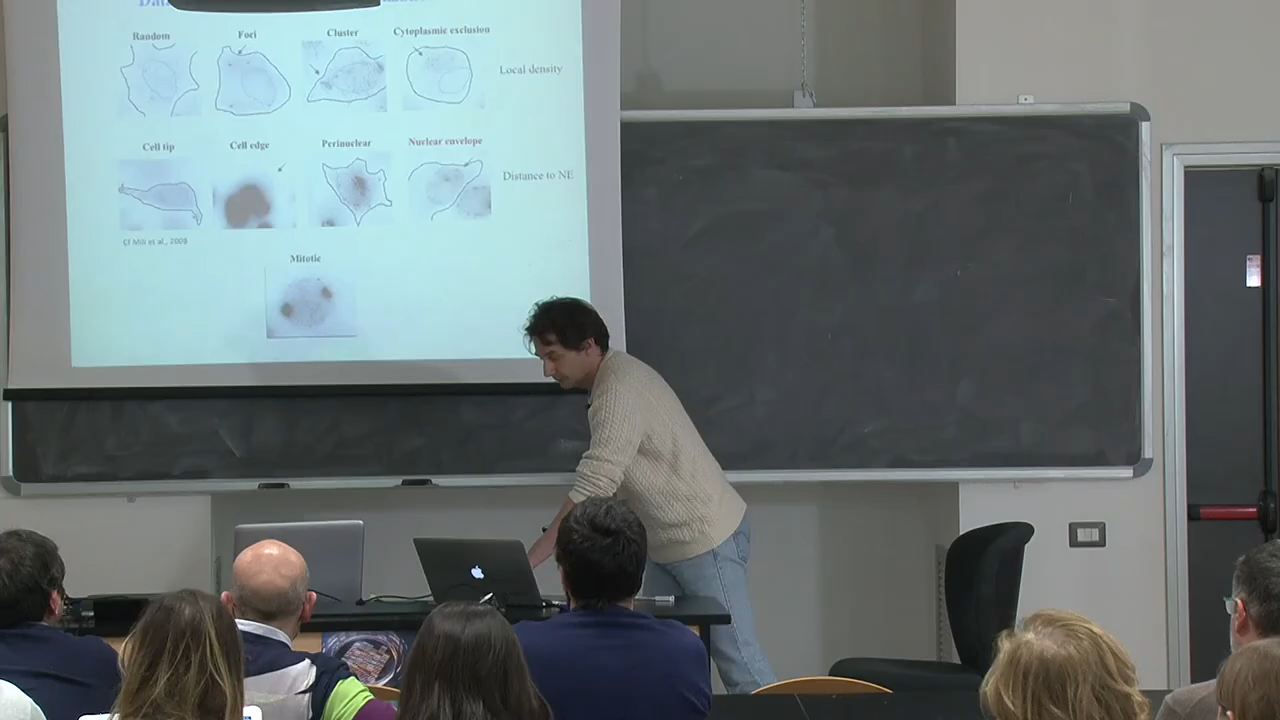 Random Foci Cluster Cytoplasmic exclusion
Local density
Cell tip Cell edge Perinuclear Nuclear envelope
Distance to NE
Cf Mili et al., 2008
Mitotic